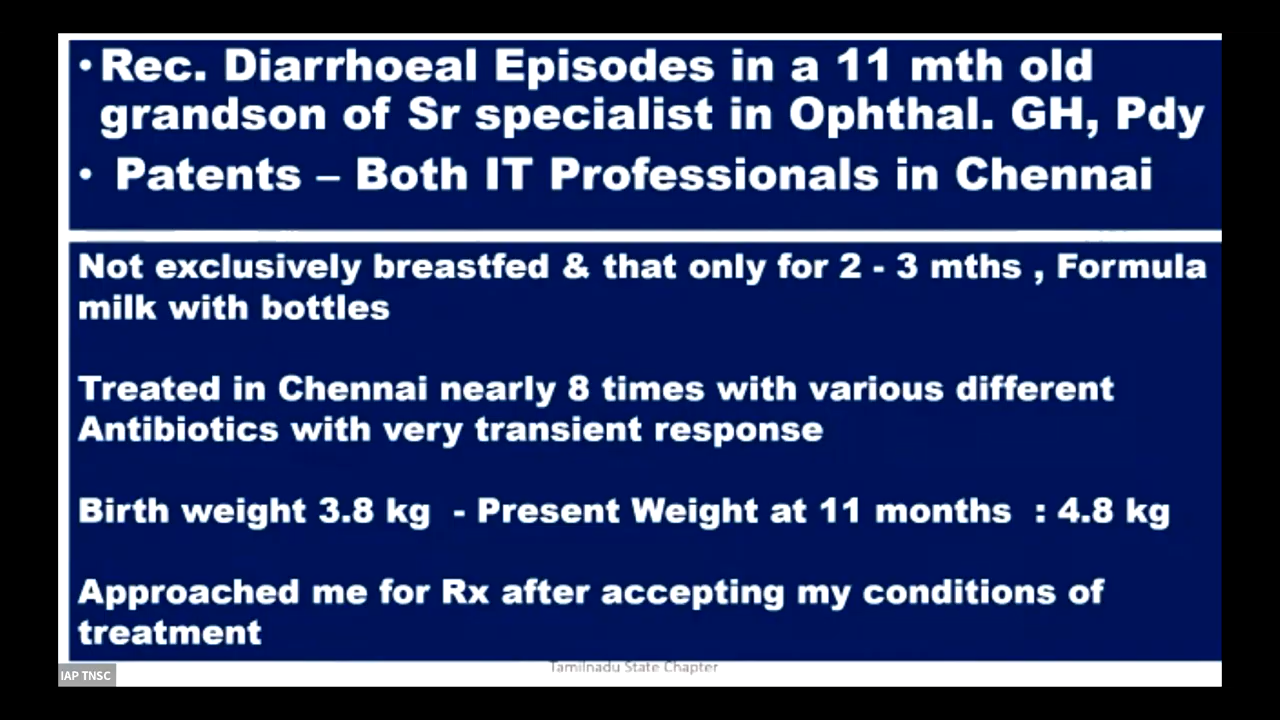 • Rec. Diarrhoeal Episodes in a 11 mth old
grandson of Sr specialist in Ophthal. GH, Pdy
• Patents – Both IT Professionals in Chennai
Not exclusively breastfed & that only for 2 - 3 mths , Formula
milk with bottles
Treated in Chennai nearly 8 times with various different
Antibiotics with very transient response
Birth weight 3.8 kg - Present Weight at 11 months : 4.8 kg
Approached me for Rx after accepting my conditions of
treatment
Tamilnadu State Chapter
IAP TNSC